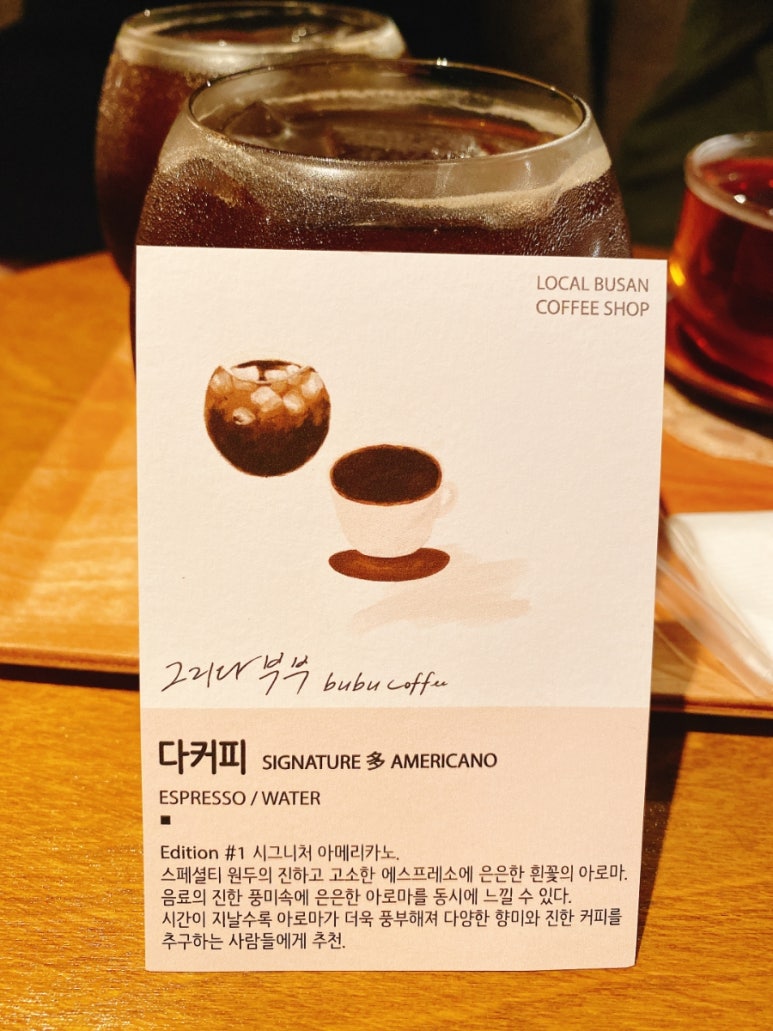 LOCAL BUSAN
COFFEE SHOP
그리다부부 bubu coffee
다커피 SIGNATURE 多 AMERICANO
ESPRESSO / WATER
Edition #1 시그니처 아메리카노.
스페셜티 원두의 진하고 고소한 에스프레소에 은은한 흰꽃의 아로마.
음료의 진한 풍미속에 은은한 아로마를 동시에 느낄 수 있다.
시간이 지날수록 아로마가 더욱 풍부해져 다양한 향미와 진한 커피를
추구하는 사람들에게 추천.